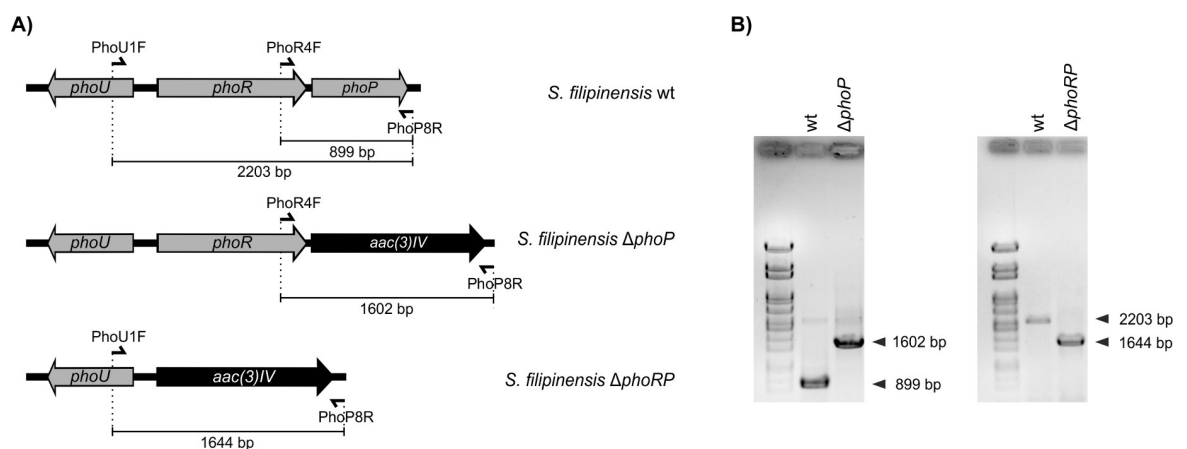 A)
PhoU1F
PhoR4F
phoU
phoR
phoP
S. filipinensis wt
PhoP8R
899 bp
2203 bp
PhoR4F
phoU
phoR
aac(3)IV
S. filipinensis ΔphoP
PhoP8R
1602 bp
PhoU1F
phoU
aac(3)IV
S. filipinensis ΔphoRP
PhoP8R
1644 bp
B)
wt
ΔphoP
1602 bp
899 bp
wt
ΔphoRP
2203 bp
1644 bp